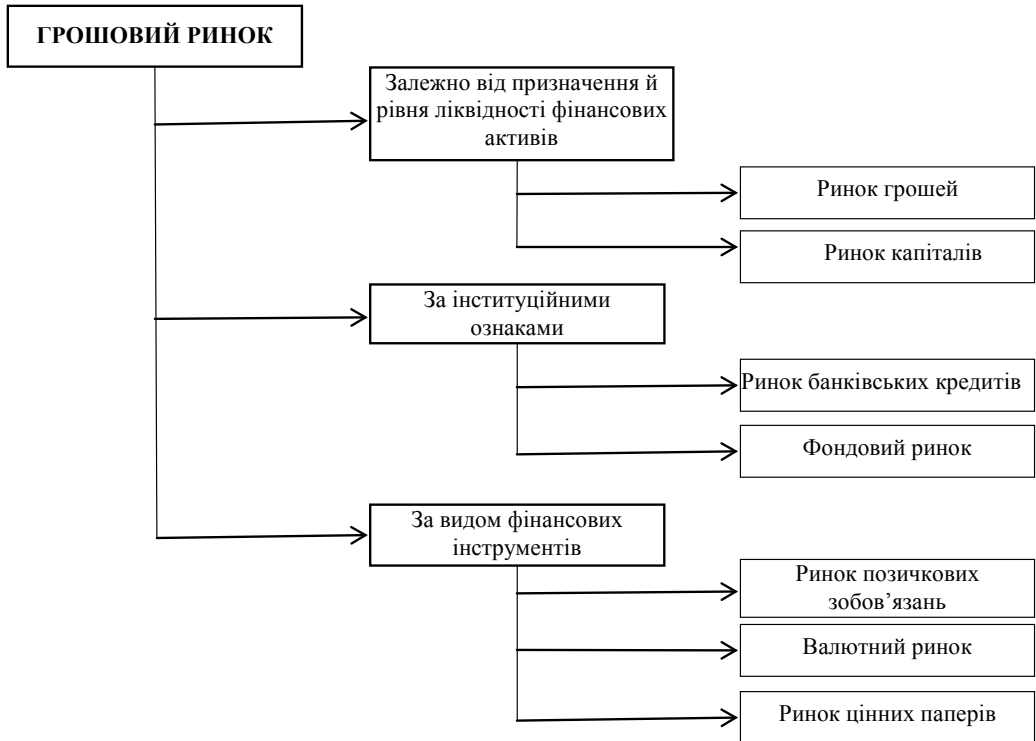 ГРОШОВИЙ РИНОК
Залежно від призначення й
рівня ліквідності фінансових
активів
Ринок грошей
Ринок капіталів
За інституційними
ознаками
Ринок банківських кредитів
Фондовий ринок
За видом фінансових
інструментів
Ринок позичкових
зобов’язань
Валютний ринок
Ринок цінних паперів